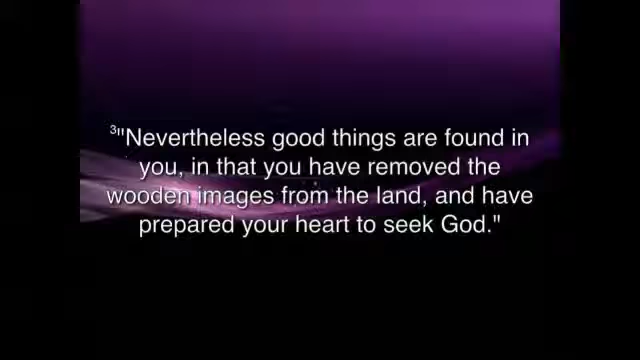 ³"Nevertheless good things are found in
you, in that you have removed the
wooden images from the land, and have
prepared your heart to seek God."